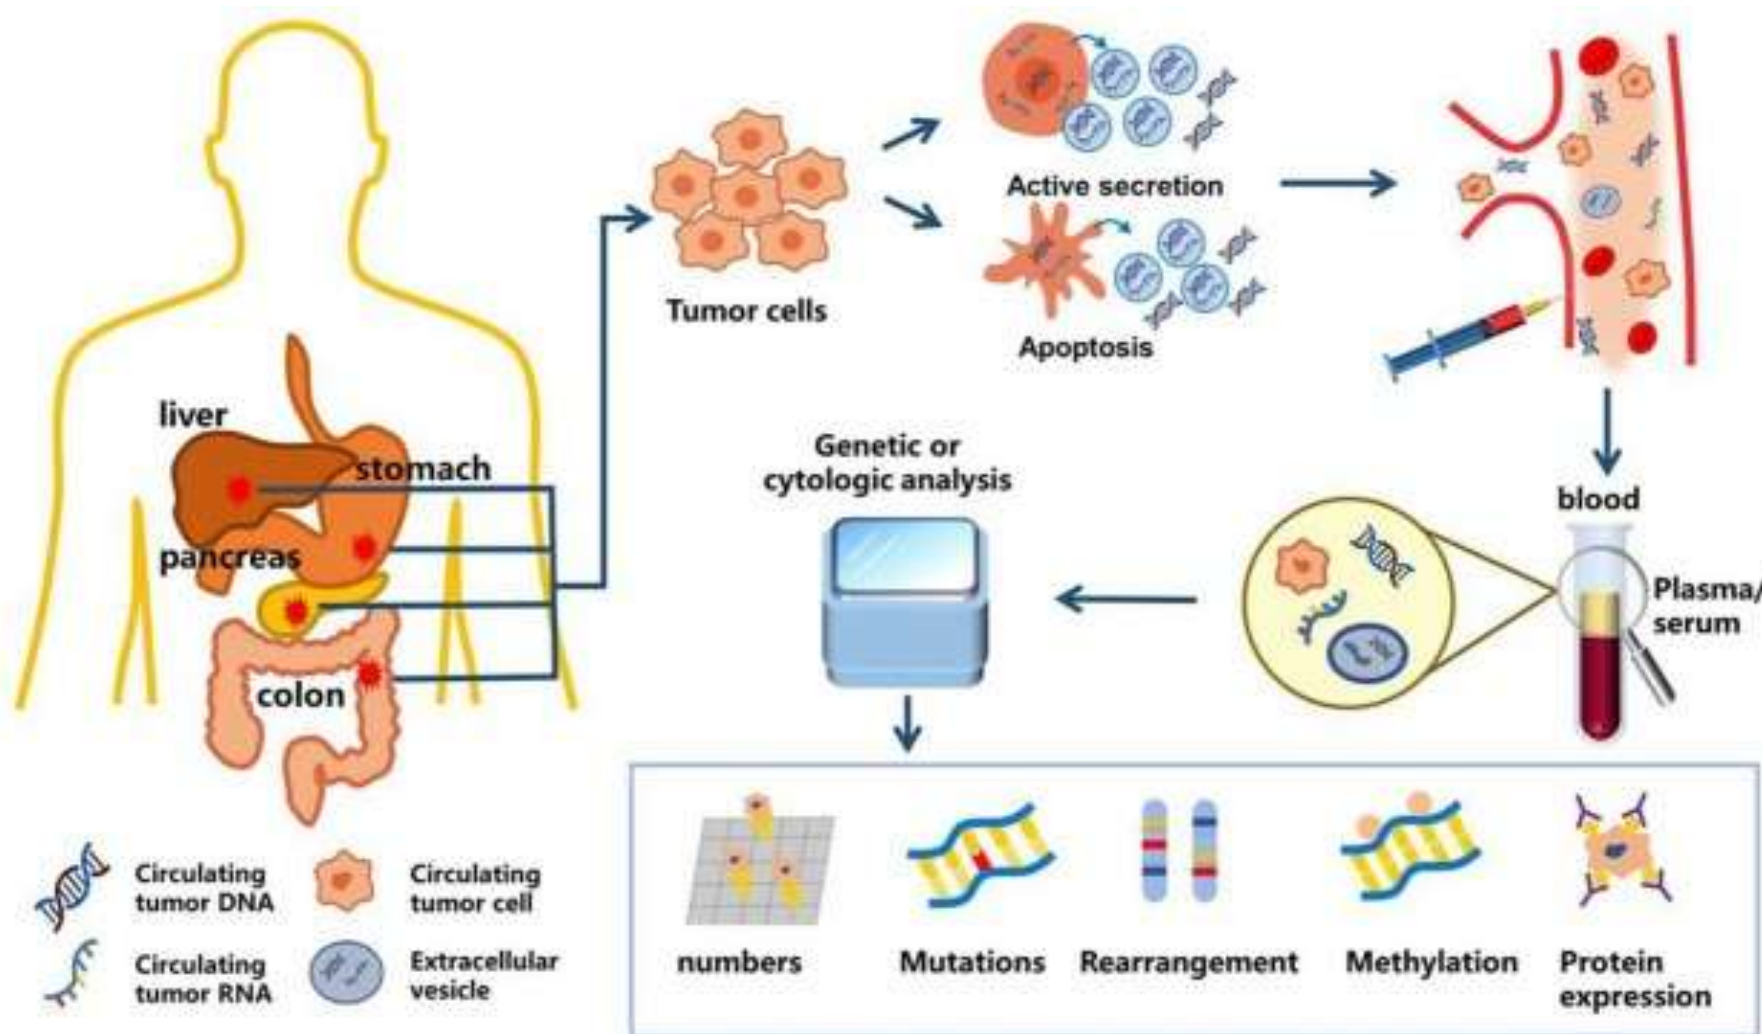 liver
stomach
pancreas
colon
Tumor cells
Active secretion
Apoptosis
blood
Plasma/
serum
Genetic or
cytologic analysis
numbers
Mutations
Rearrangement
Methylation
Protein
expression
Circulating
tumor DNA
Circulating
tumor cell
Circulating
tumor RNA
Extracellular
vesicle